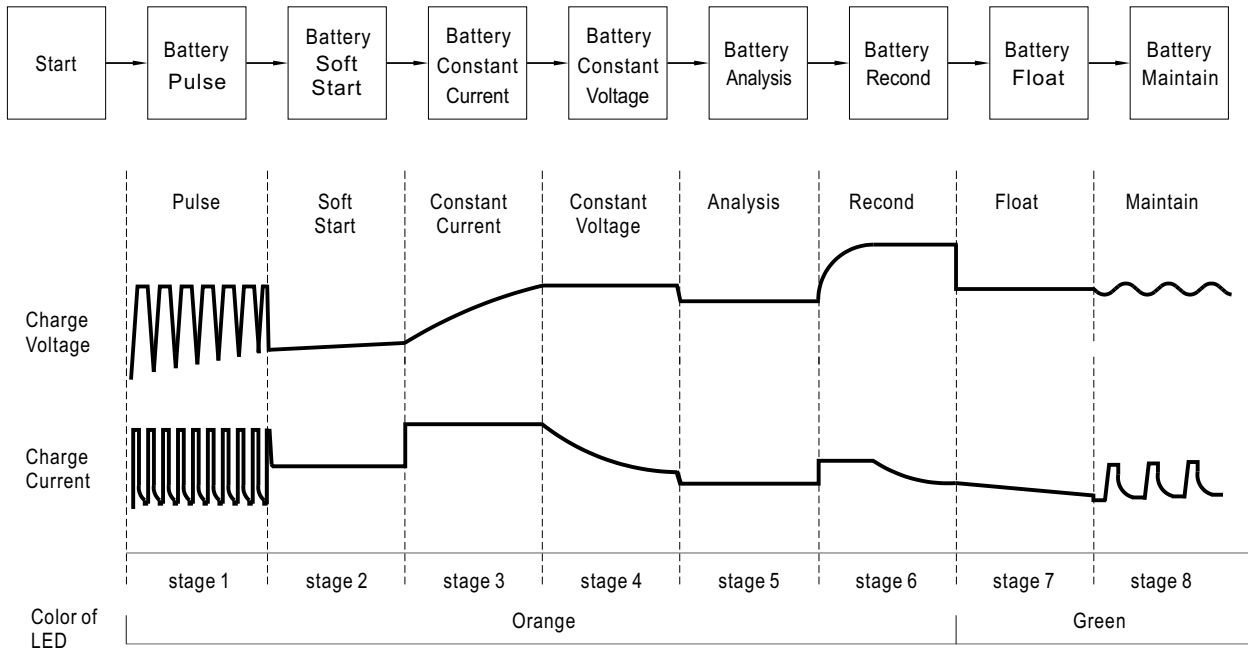 Start
Battery
Pulse
Battery
Soft
Start
Battery
Constant
Current
Battery
Constant
Voltage
Battery
Analysis
Battery
Recond
Battery
Float
Battery
Maintain
Pulse
Soft
Start
Constant
Current
Constant
Voltage
Analysis
Recond
Float
Maintain
Charge
Voltage
Charge
Current
stage 1
stage 2
stage 3
stage 4
stage 5
stage 6
stage 7
stage 8
Color of
LED
Orange
Green